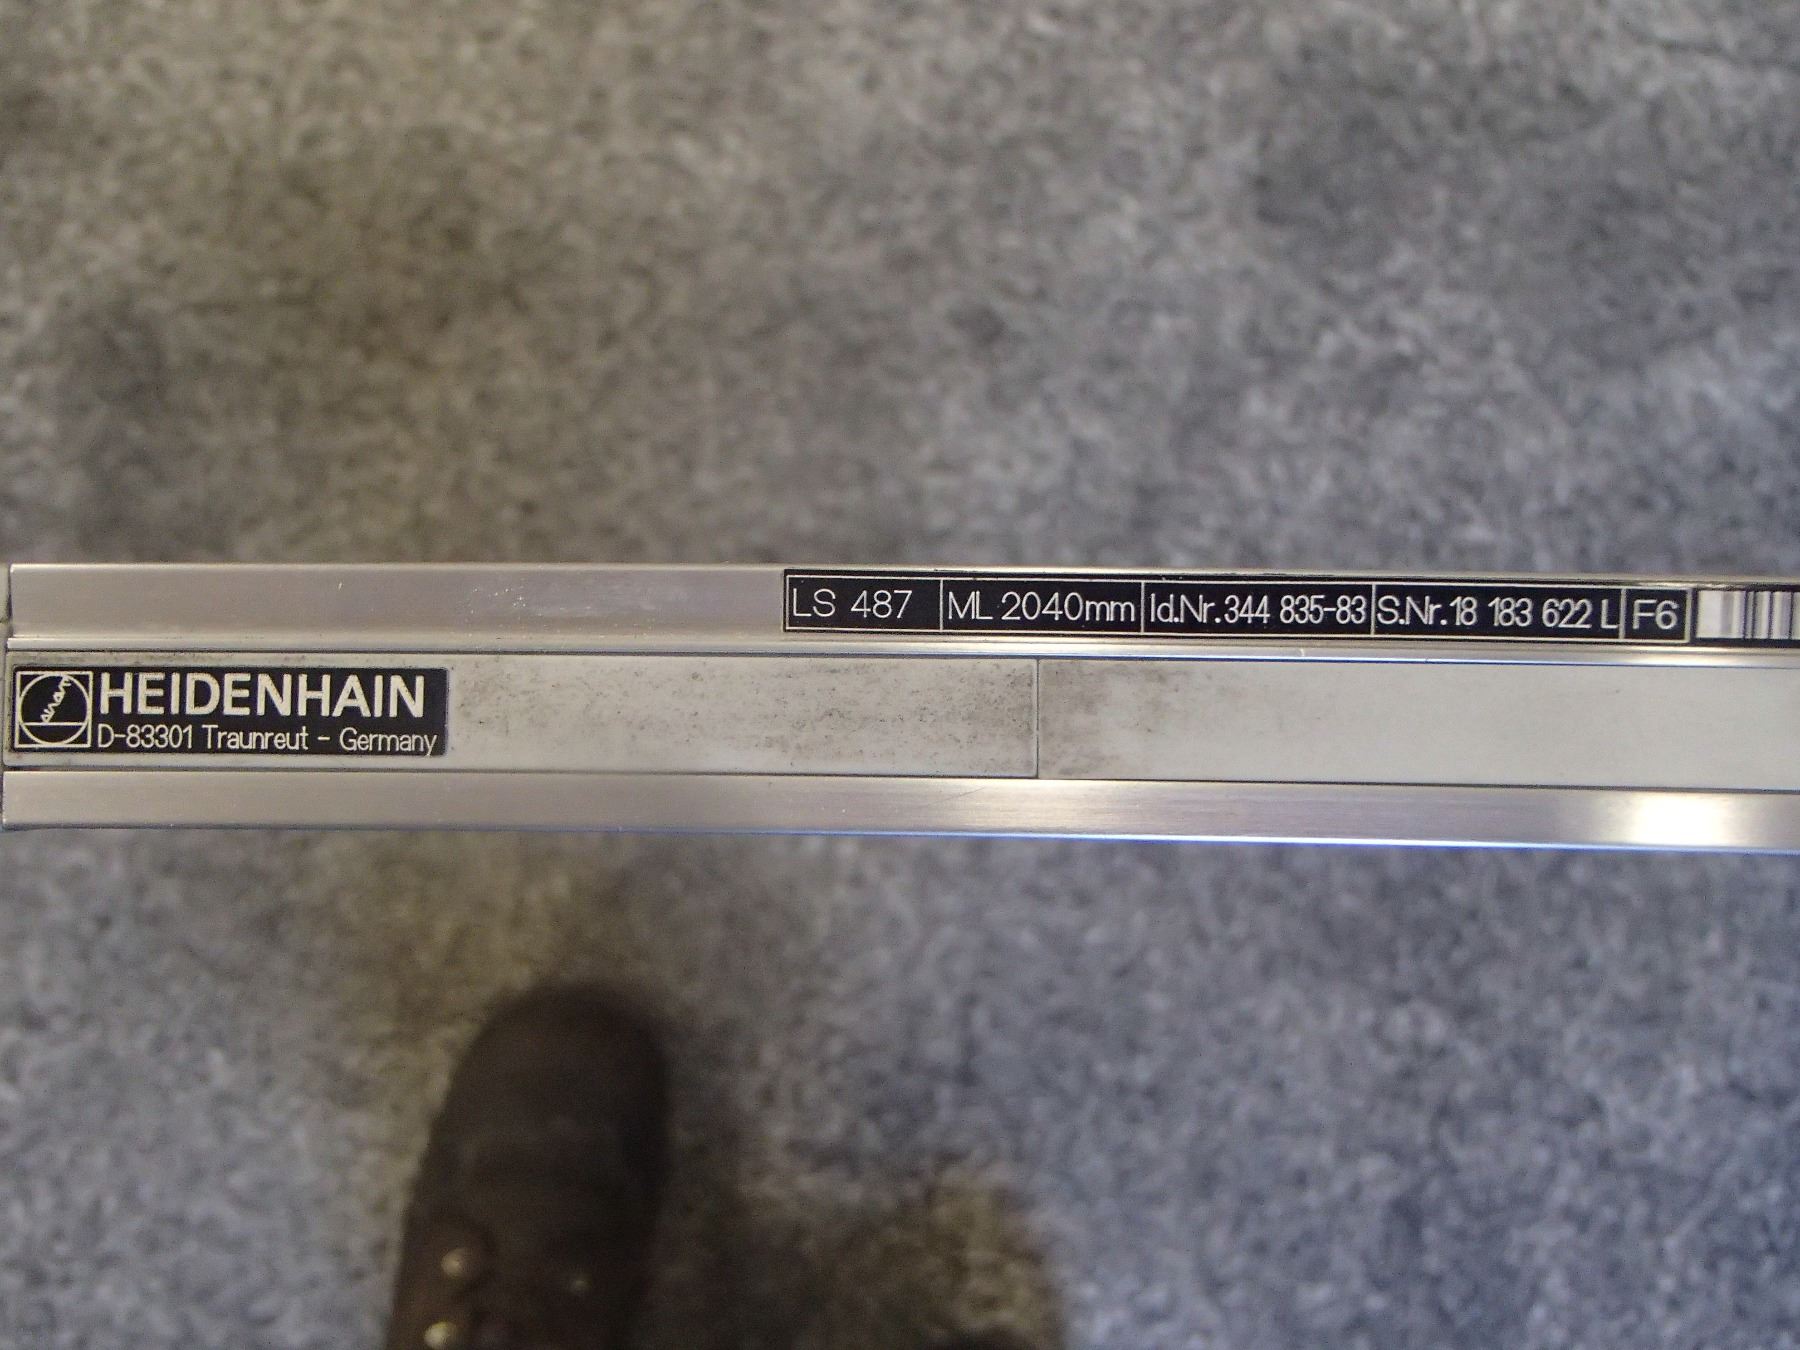 LS 487 ML 2040mm Id.Nr.344 835-83 S.Nr.18 183 622 L F6
HEIDENHAIN
D-83301 Traunreut - Germany